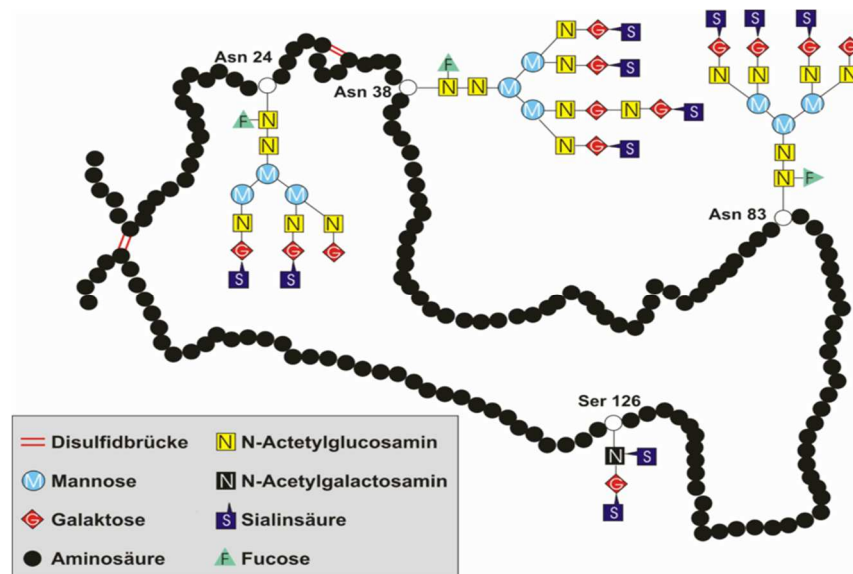 Asn 24
Asn 38
Asn 83
Ser 126
F N
N
M
M M
N N N
G G G
S S
F
N N M
M
M
N G S
N G S
N G N G S
N G S
S S S
G G G G
N N N N
M M
M
N
N F
N S
G
S
Disulfidbrücke
N N-Actetylglucosamin
M Mannose
N N-Acetylgalactosamin
G Galaktose
S Sialinsäure
Aminosäure
F Fucose